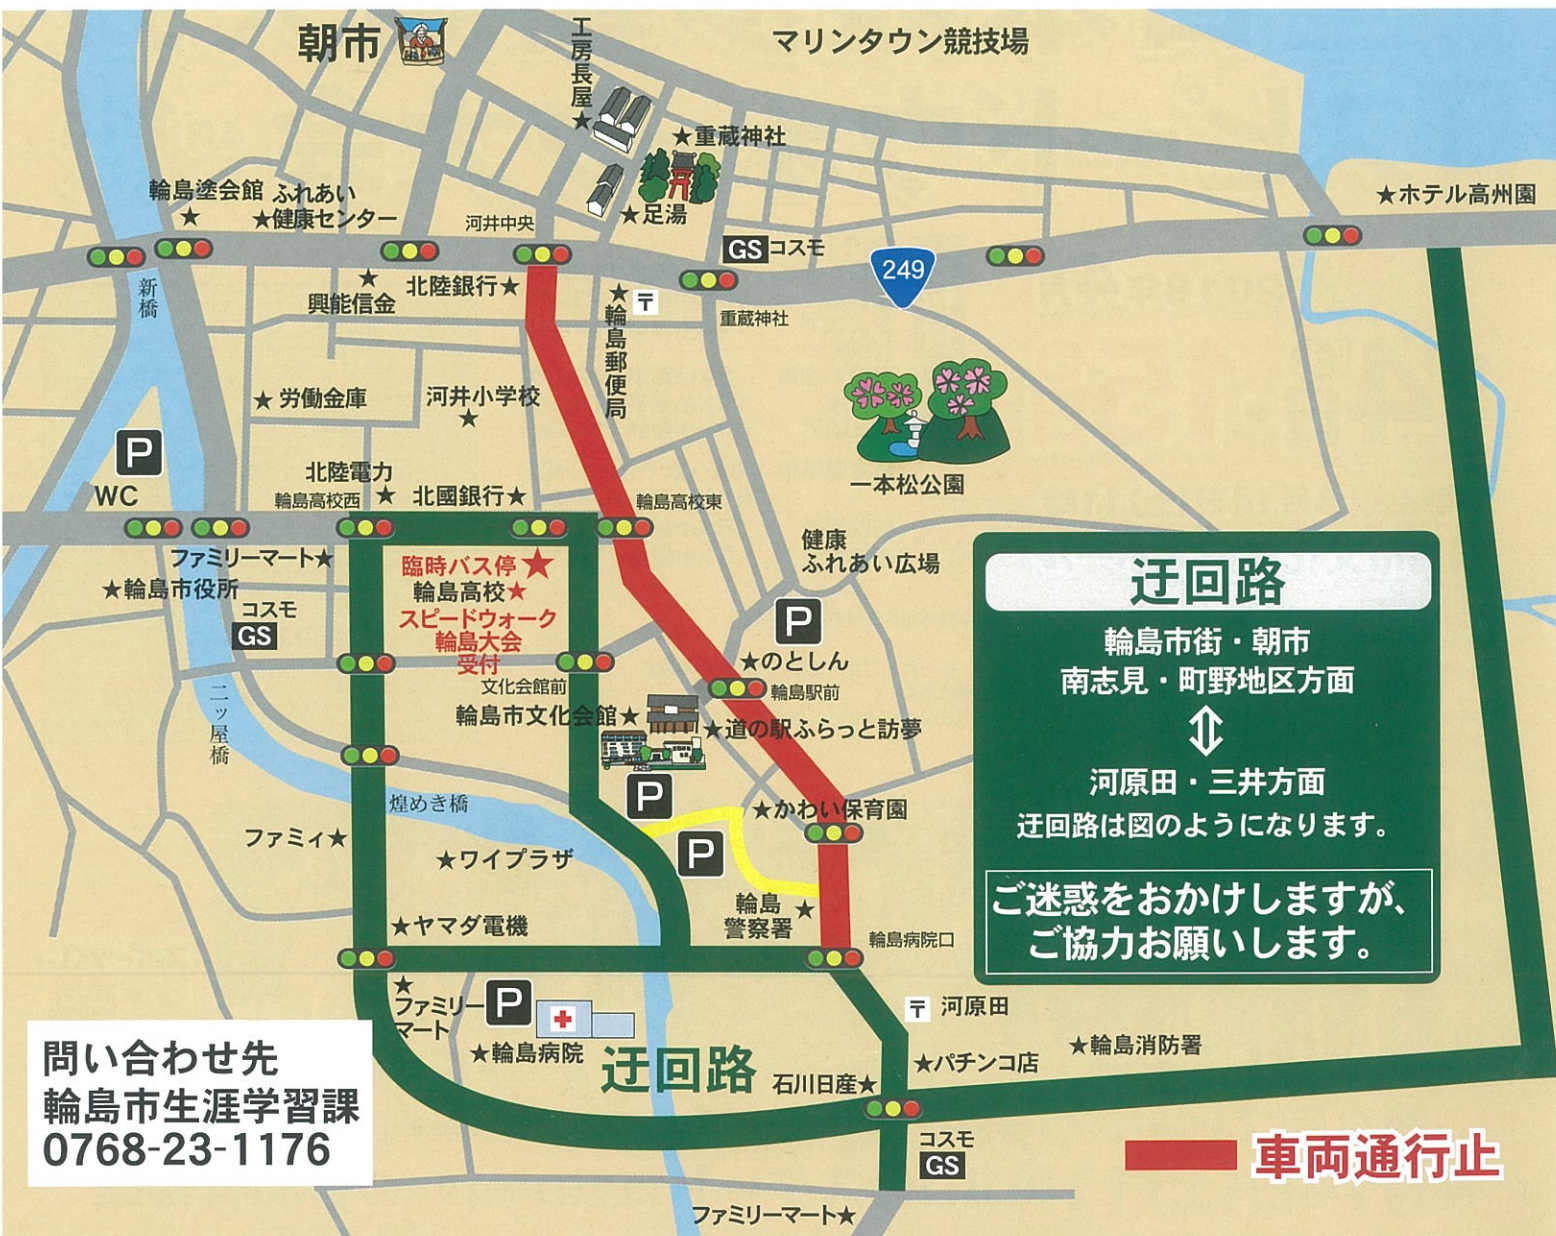 朝市
工房長屋★
マリンタウン競技場
★重蔵神社
★足湯
輪島塗会館
★
ふれあい
★健康センター
河井中央
GS コスモ
249
★ホテル高州園
新橋
★
興能信金
北陸銀行★
★輪島郵便局
〒
重蔵神社
★労働金庫
河井小学校
★
一本松公園
P
WC
北陸電力
★
輪島高校西
北國銀行★
輪島高校東
ファミリーマート★
★輪島市役所
コスモ
GS
臨時バス停★
輪島高校★
スピードウォーク
輪島大会
受付
健康
ふれあい広場
P
★のとしん
文化会館前
輪島駅前
輪島市文化会館★
★道の駅ふらっと訪夢
二ッ屋橋
煌めき橋
P
P
★かわい保育園
ファミィ★
★ワイプラザ
輪島
警察署★
★ヤマダ電機
輪島病院口
★
ファミリー
マート
P
★輪島病院
迂回路
〒 河原田
★パチンコ店
★輪島消防署
石川日産★
コスモ
GS
ファミリーマート★
迂回路
輪島市街・朝市
南志見・町野地区方面
⇕
河原田・三井方面
迂回路は図のようになります。
ご迷惑をおかけしますが、
ご協力お願いします。
問い合わせ先
輪島市生涯学習課
0768-23-1176
車両通行止